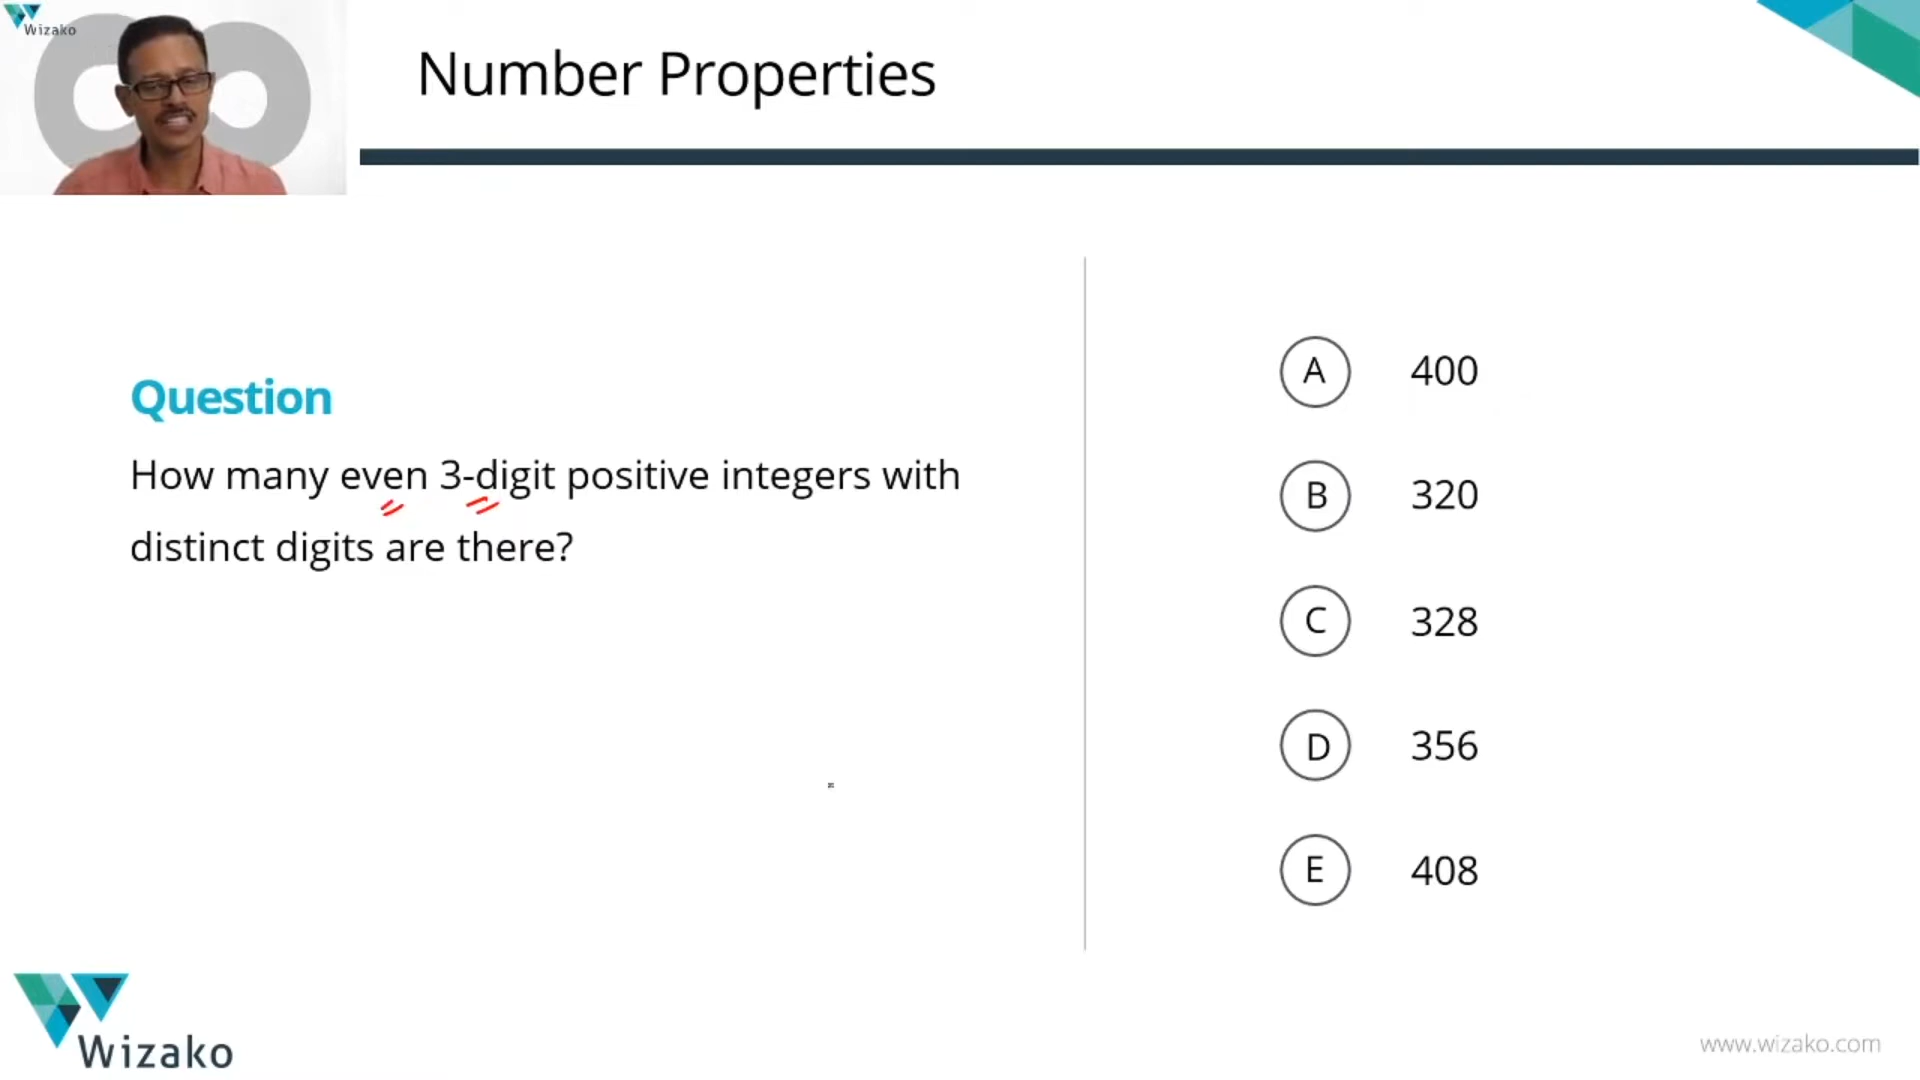 Wizako
Number Properties
Question
How many even 3-digit positive integers with
distinct digits are there?
A 400
B 320
C 328
D 356
E 408
Wizako
www.wizako.com